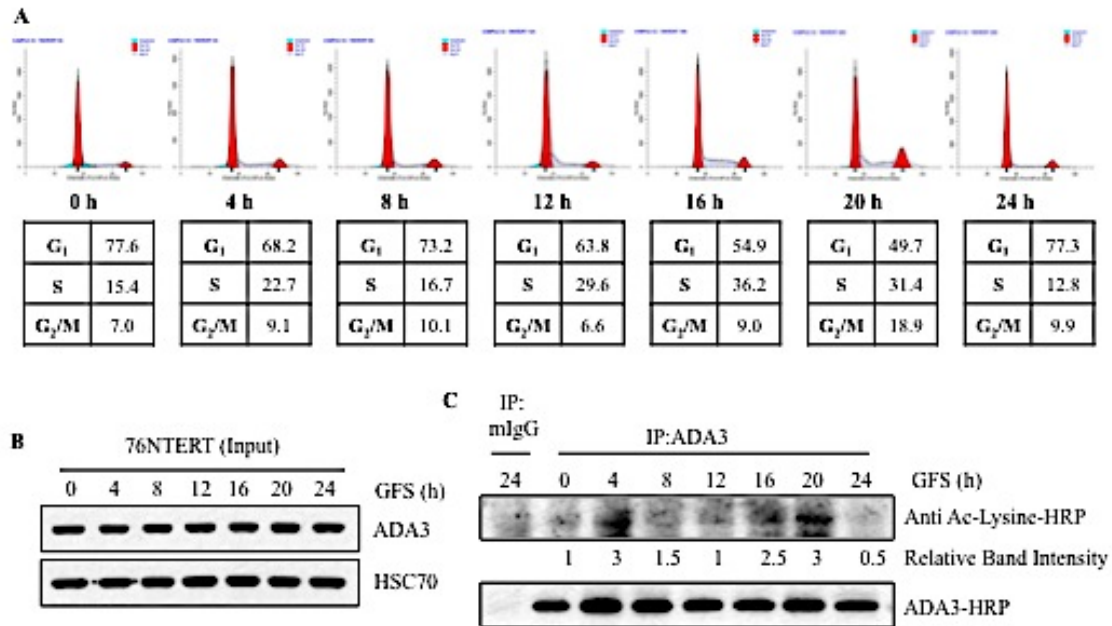 A
0 h 4 h 8 h 12 h 16 h 20 h 24 h
G₁ 77.6 G₁ 68.2 G₁ 73.2 G₁ 63.8 G₁ 54.9 G₁ 49.7 G₁ 77.3
S 15.4 S 22.7 S 16.7 S 29.6 S 36.2 S 31.4 S 12.8
G₂/M 7.0 G₂/M 9.1 G₂/M 10.1 G₂/M 6.6 G₂/M 9.0 G₂/M 18.9 G₂/M 9.9
B
76NTERT (Input)
0 4 8 12 16 20 24 GFS (h)
ADA3
HSC70
C
IP:
mIgG
IP:ADA3
24 0 4 8 12 16 20 24 GFS (h)
Anti Ac-Lysine-HRP
1 3 1.5 1 2.5 3 0.5 Relative Band Intensity
ADA3-HRP